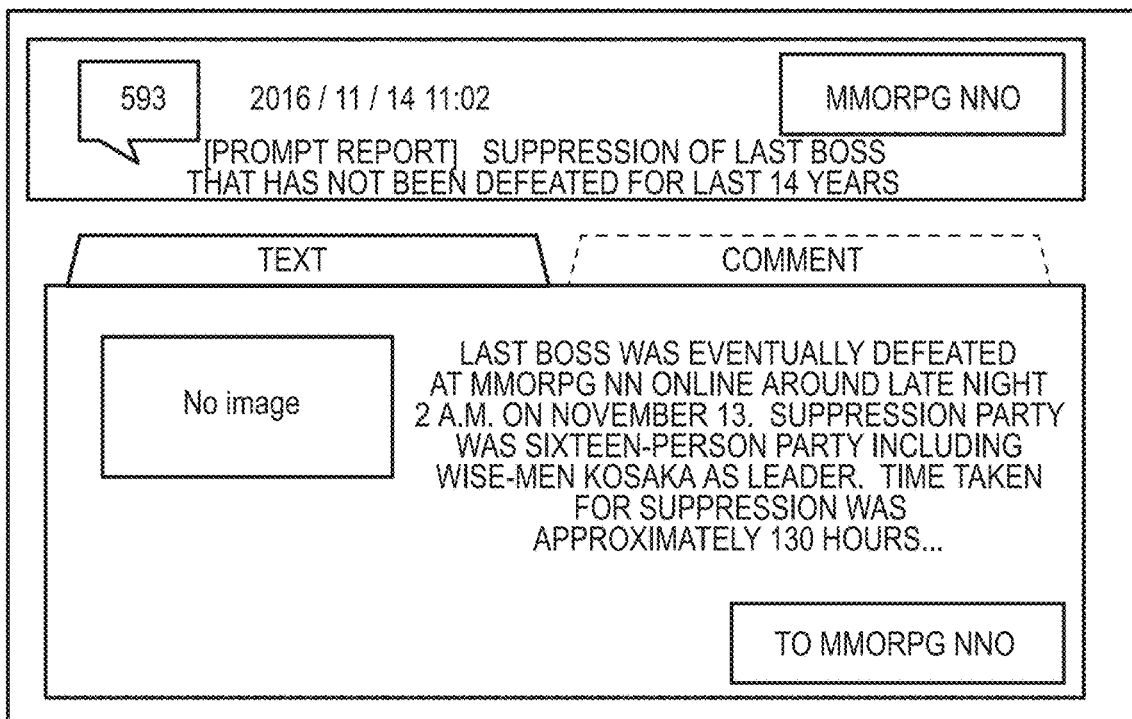 593
2016 / 11 / 14 11:02
MMORPG NNO
[PROMPT REPORT] SUPPRESSION OF LAST BOSS
THAT HAS NOT BEEN DEFEATED FOR LAST 14 YEARS
TEXT
COMMENT
No image
LAST BOSS WAS EVENTUALLY DEFEATED
AT MMORPG NN ONLINE AROUND LATE NIGHT
2 A.M. ON NOVEMBER 13. SUPPRESSION PARTY
WAS SIXTEEN-PERSON PARTY INCLUDING
WISE-MEN KOSAKA AS LEADER. TIME TAKEN
FOR SUPPRESSION WAS
APPROXIMATELY 130 HOURS...
TO MMORPG NNO